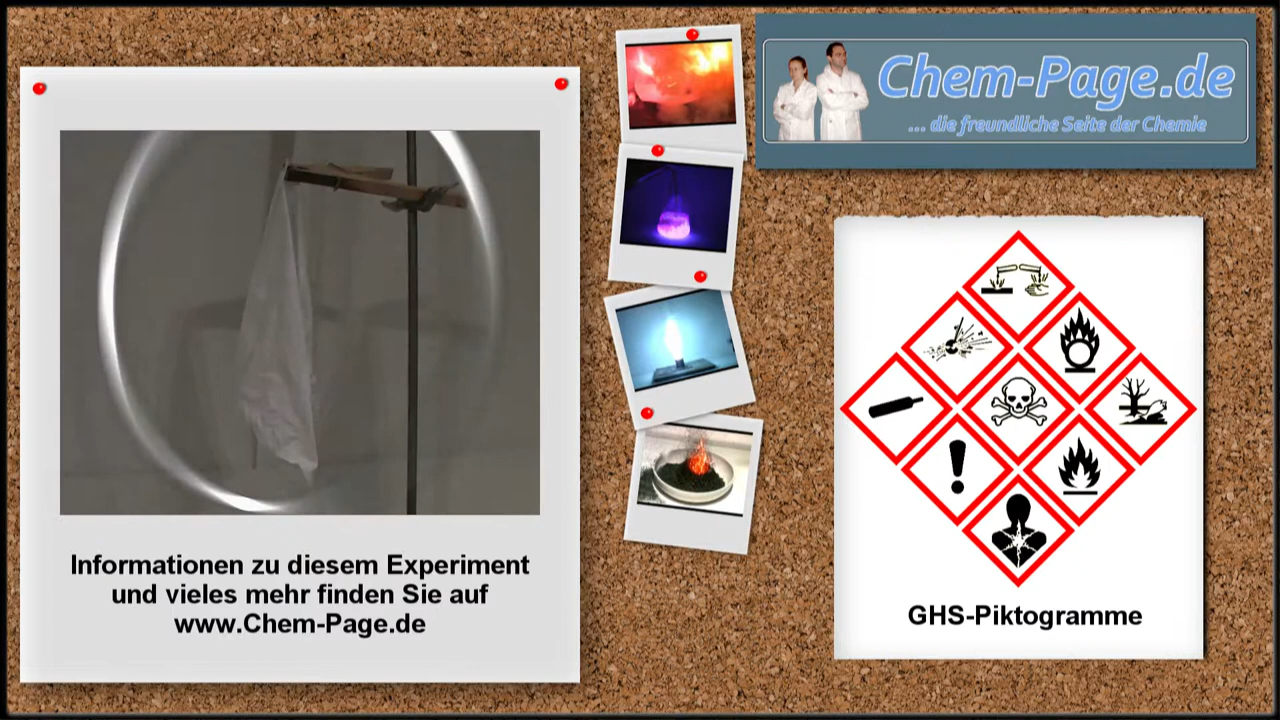 Chem-Page.de
... die freundliche Seite der Chemie
Informationen zu diesem Experiment
und vieles mehr finden Sie auf
www.Chem-Page.de
GHS-Piktogramme